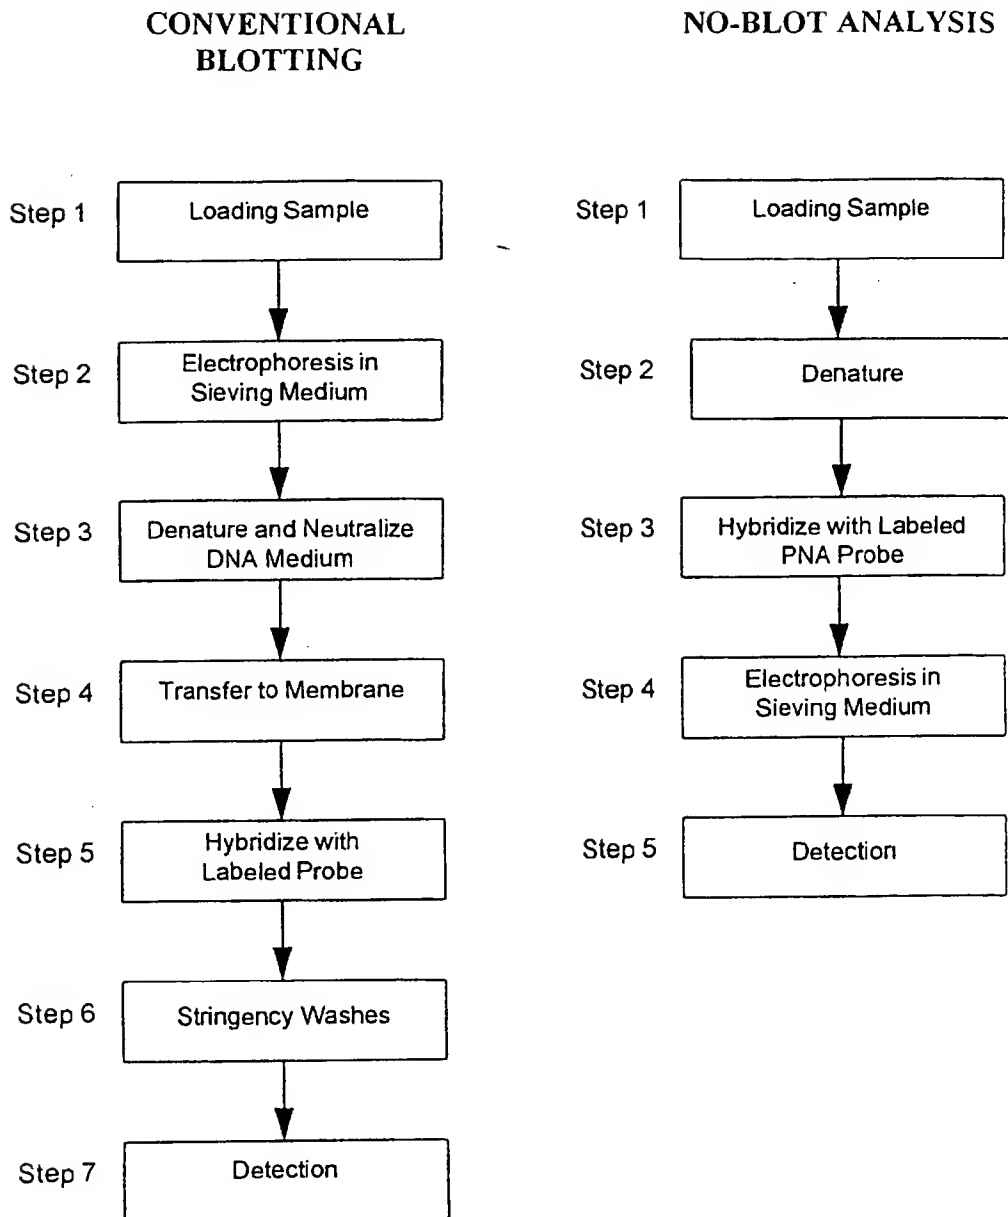 CONVENTIONAL
BLOTTING
Step 1
Loading Sample
Step 2
Electrophoresis in
Sieving Medium
Step 3
Denature and Neutralize
DNA Medium
Step 4
Transfer to Membrane
Step 5
Hybridize with
Labeled Probe
Step 6
Stringency Washes
Step 7
Detection
NO-BLOT ANALYSIS
Step 1
Loading Sample
Step 2
Denature
Step 3
Hybridize with Labeled
PNA Probe
Step 4
Electrophoresis in
Sieving Medium
Step 5
Detection